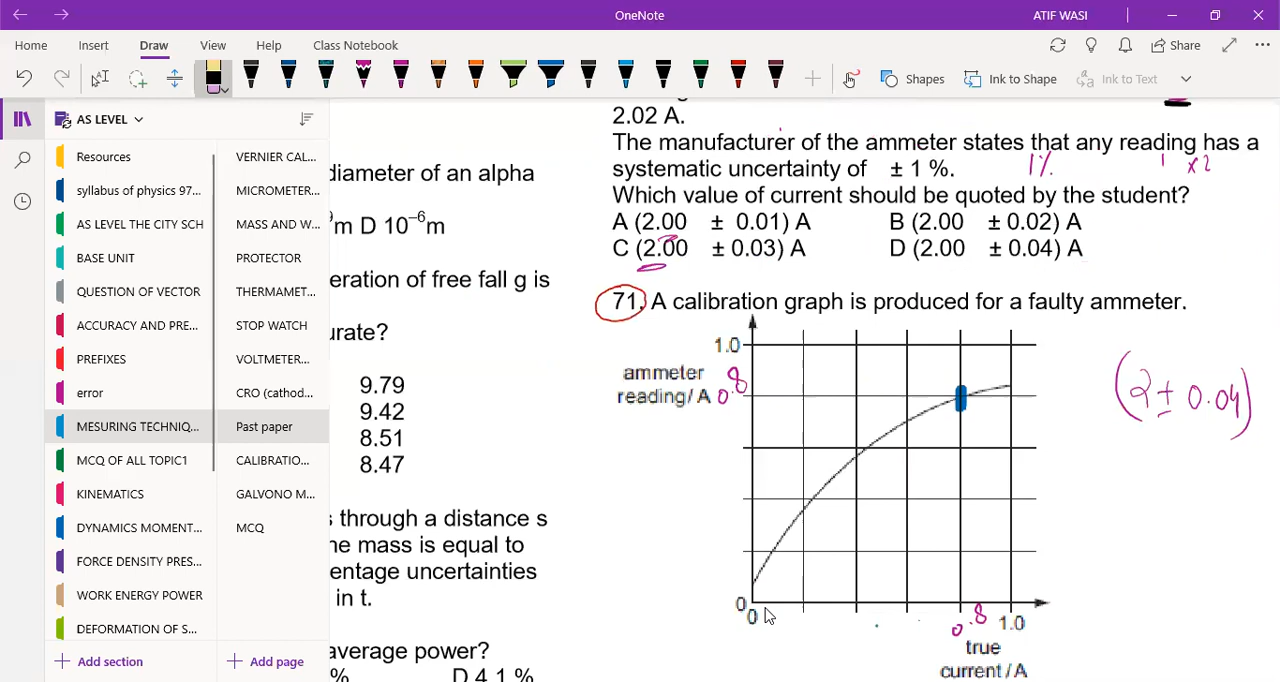 OneNote
ATIF WASI
Home Insert Draw View Help Class Notebook
Share
Shapes Ink to Shape Ink to Text
AS LEVEL
Resources
syllabus of physics 97...
AS LEVEL THE CITY SCH
BASE UNIT
QUESTION OF VECTOR
ACCURACY AND PRE...
PREFIXES
error
MESURING TECHNIQ...
MCQ OF ALL TOPIC1
KINEMATICS
DYNAMICS MOMENT...
FORCE DENSITY PRES...
WORK ENERGY POWER
DEFORMATION OF S...
Add section
VERNIER CAL...
MICROMETER...
MASS AND W...
PROTECTOR
THERMAMET...
STOP WATCH
VOLTMETER...
CRO (cathod...
Past paper
CALIBRATIO...
GALVONO M...
MCQ
Add page
diameter of an alpha
m D 10⁻⁶m
eration of free fall g is
urate?
9.79
9.42
8.51
8.47
through a distance s
ne mass is equal to
entage uncertainties
in t.
average power?
% D 4.1 %
2.02 A.
The manufacturer of the ammeter states that any reading has a
systematic uncertainty of ± 1 %.
1%
1 x2
Which value of current should be quoted by the student?
A (2.00 ± 0.01) A B (2.00 ± 0.02) A
C (2.00 ± 0.03) A D (2.00 ± 0.04) A
71. A calibration graph is produced for a faulty ammeter.
1.0
ammeter
reading/ A
0.8
(2 ± 0.04)
0
0 0.8 1.0
true
current / A